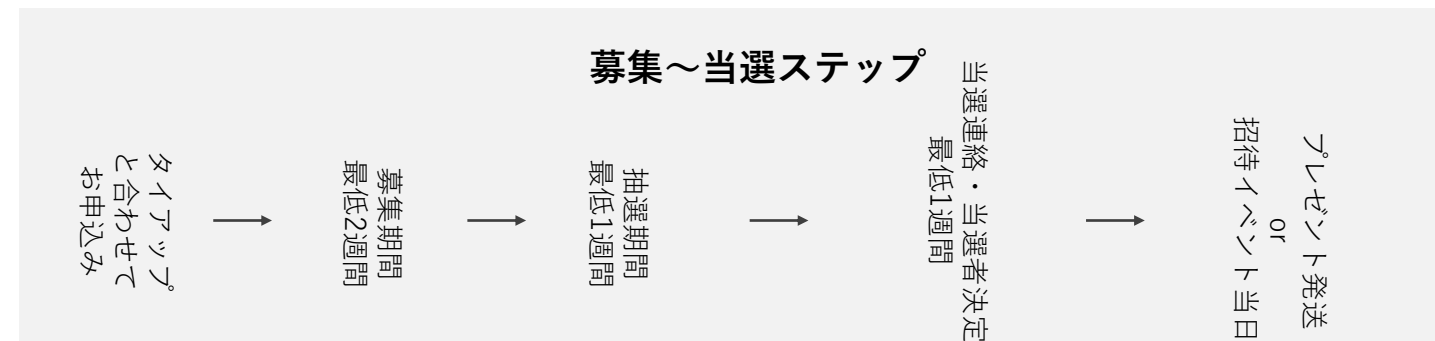 募集～当選ステップ
タイアップ
と合わせて
お申込み
募集期間
最低2週間
抽選期間
最低1週間
当選連絡・当選者決定
最低1週間
プレゼント発送
or
招待イベント当日